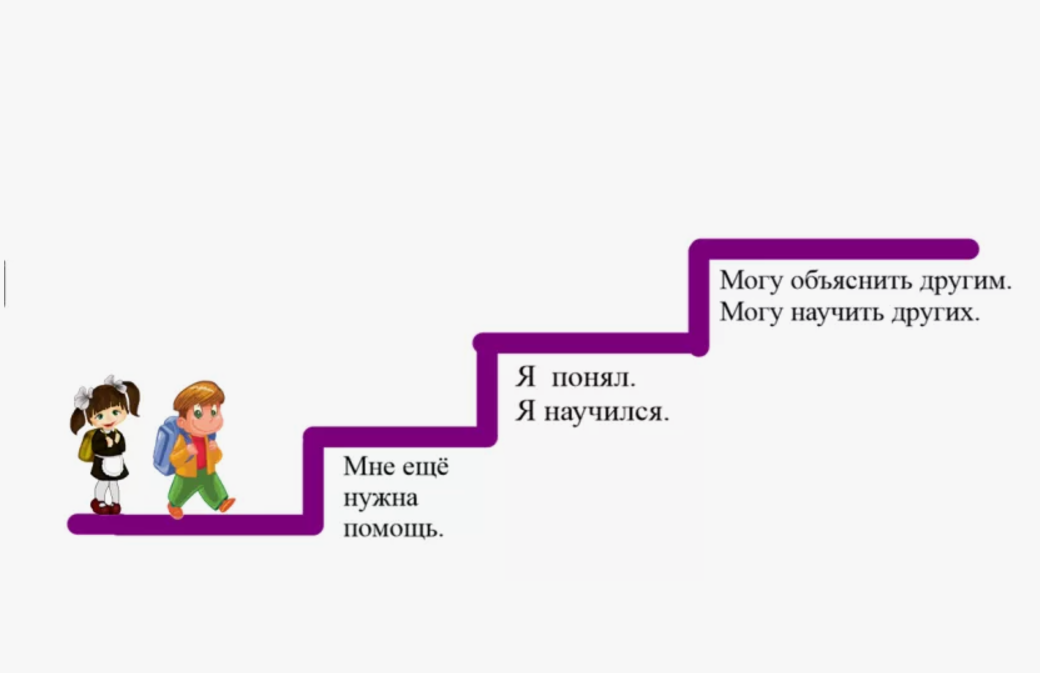 Могу объяснить другим.
Могу научить других.
Я понял.
Я научился.
Мне ещё
нужна
помощь.